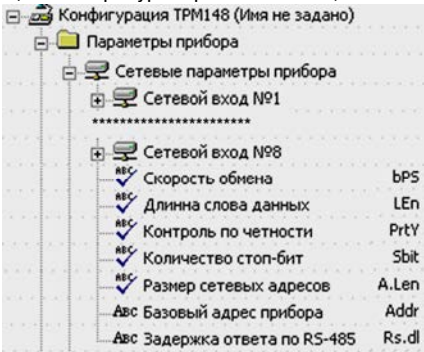 Конфигурация ТРМ148 (Имя не задано)
Параметры прибора
Сетевые параметры прибора
Сетевой вход №1
***********************
Сетевой вход №8
Скорость обмена bPS
Длинна слова данных LEn
Контроль по четности PrtY
Количество стоп-бит Sbit
Размер сетевых адресов A.Len
Базовый адрес прибора Addr
Задержка ответа по RS-485 Rs.dl